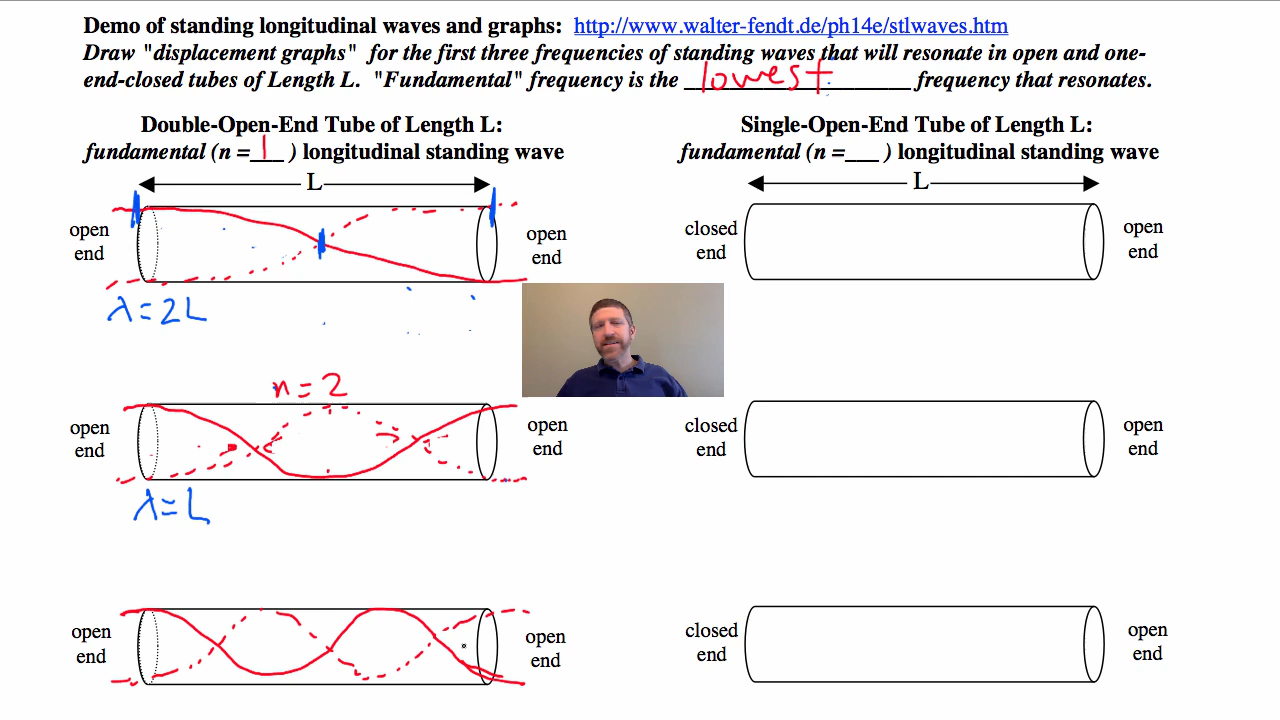 Demo of standing longitudinal waves and graphs: http://www.walter-fendt.de/ph14e/stlwaves.htm
Draw "displacement graphs" for the first three frequencies of standing waves that will resonate in open and one-
end-closed tubes of Length L. "Fundamental" frequency is the lowest frequency that resonates.
Double-Open-End Tube of Length L:
fundamental (n = 1 ) longitudinal standing wave
L
open end
open end
λ = 2L
n = 2
open end
open end
λ = L
open end
open end
Single-Open-End Tube of Length L:
fundamental (n =___ ) longitudinal standing wave
L
closed end
open end
closed end
open end
closed end
open end